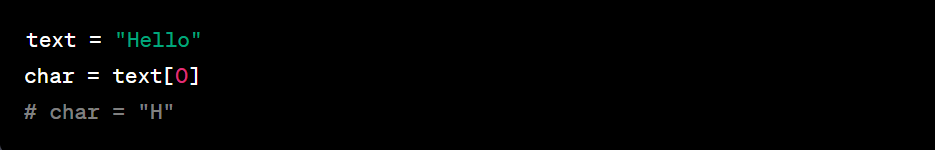 text = "Hello"
char = text[0]
# char = "H"